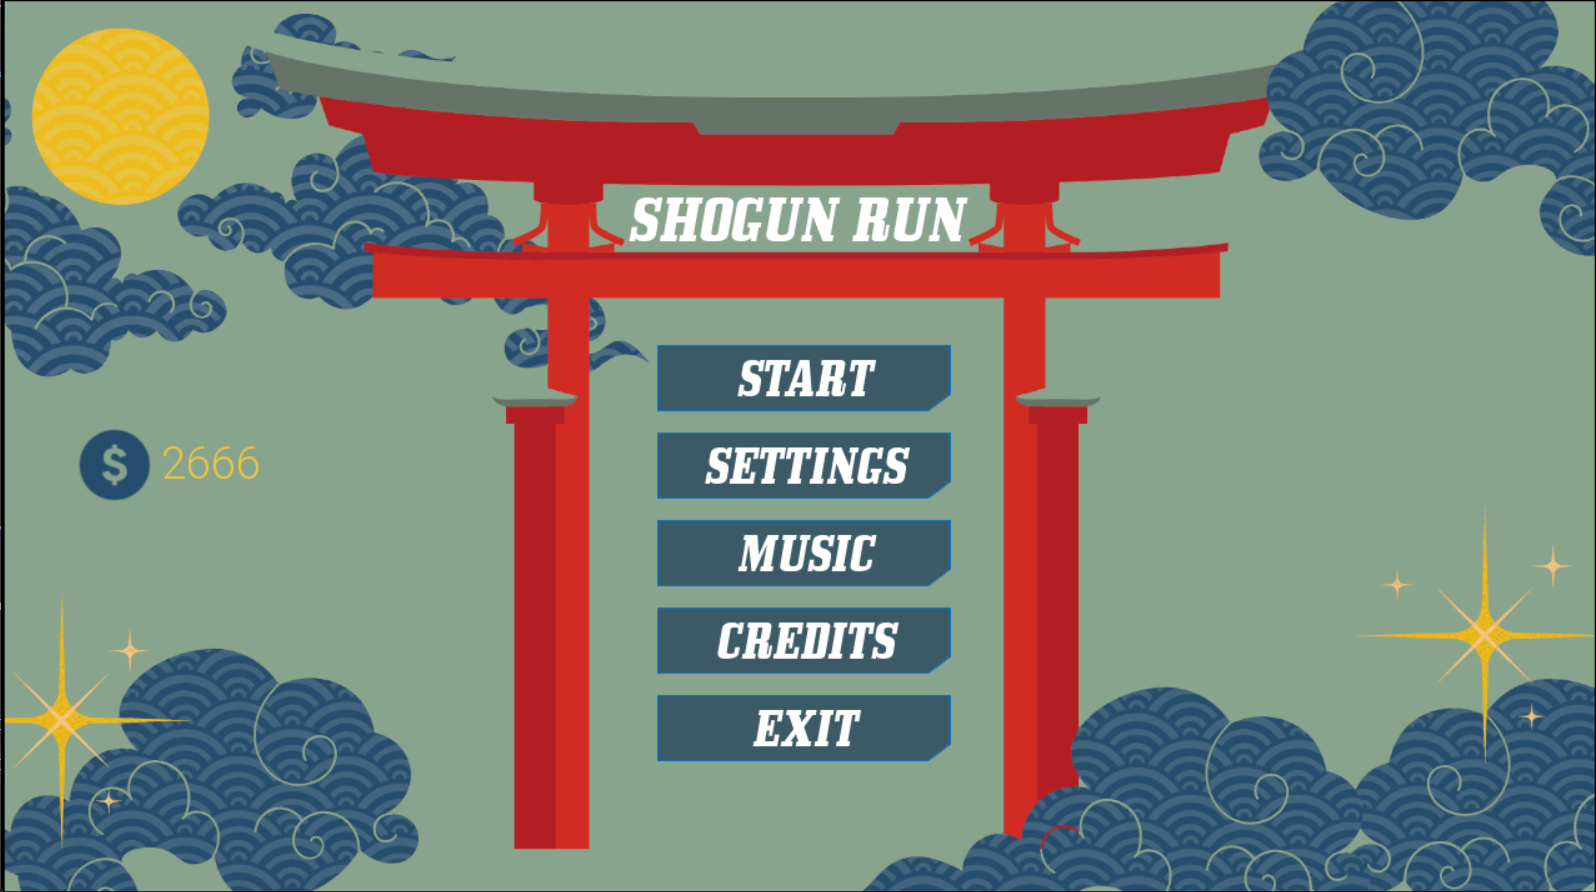 SHOGUN RUN
START
$ 2666
SETTINGS
MUSIC
CREDITS
EXIT